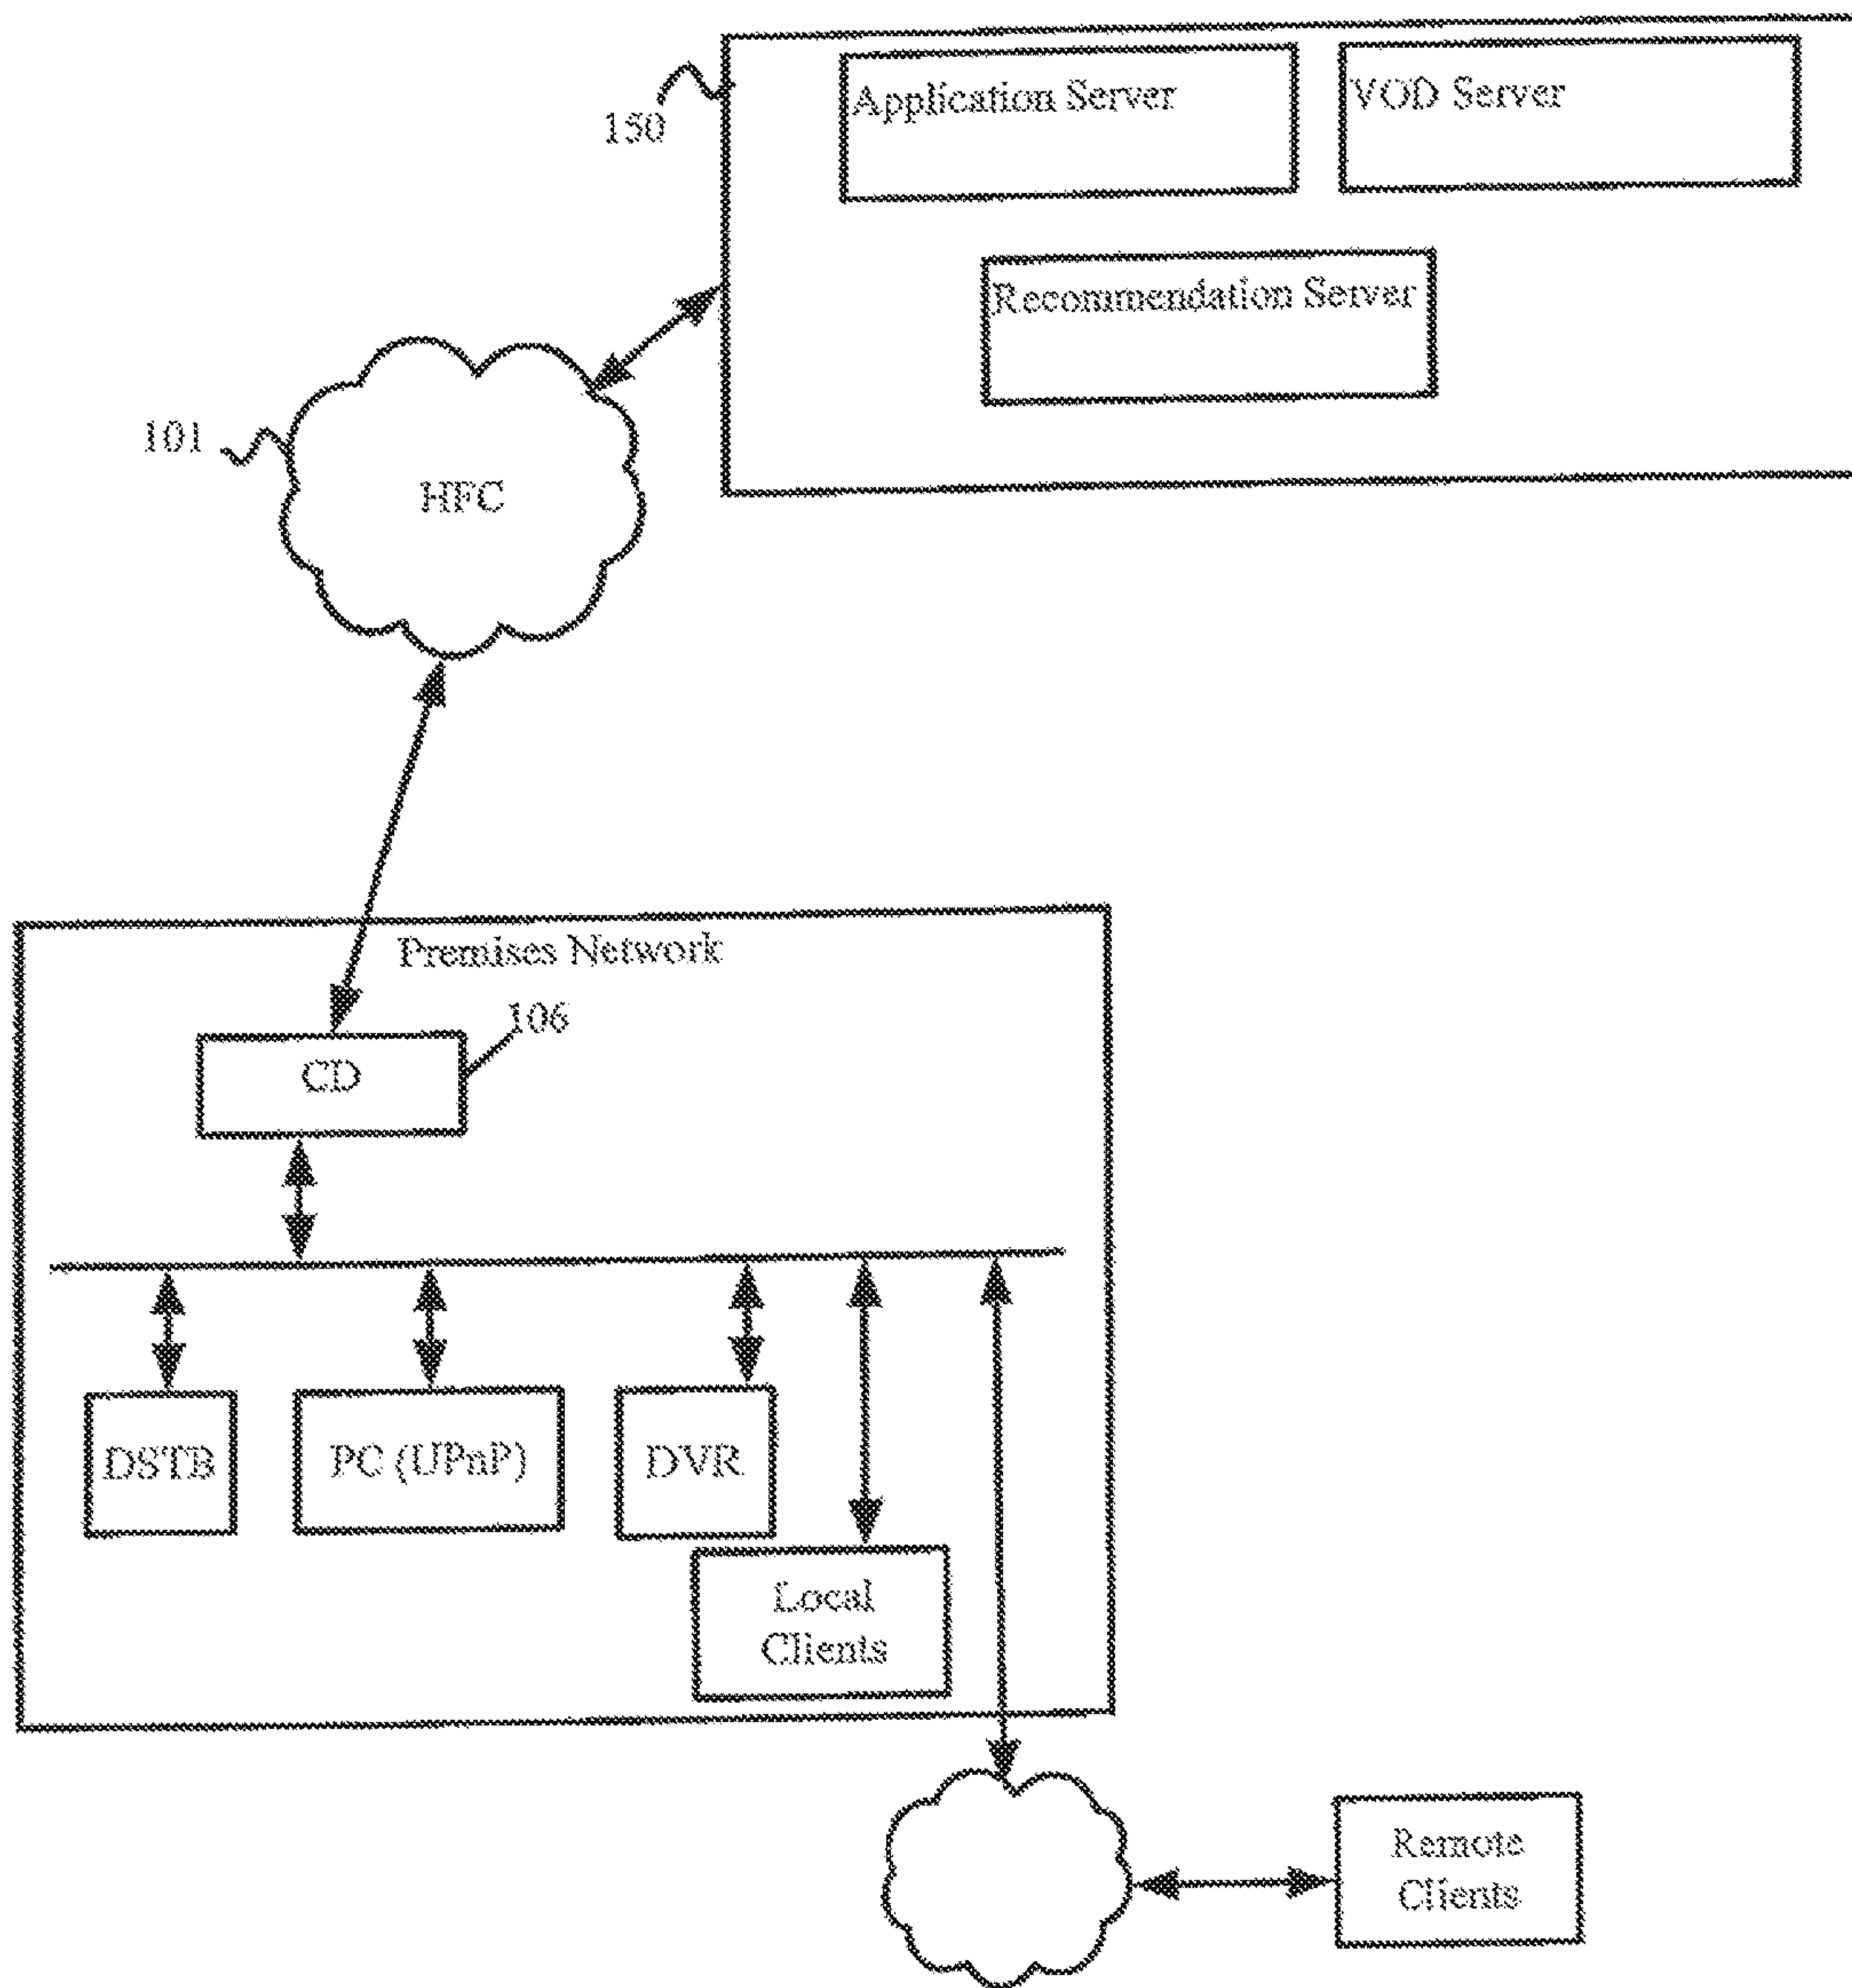 Application Server
VOD Server
150
Recommendation Server
101
HFC
Premises Network
106
CD
DSTB
PC (UPnP)
DVR
Local
Clients
Remote
Clients